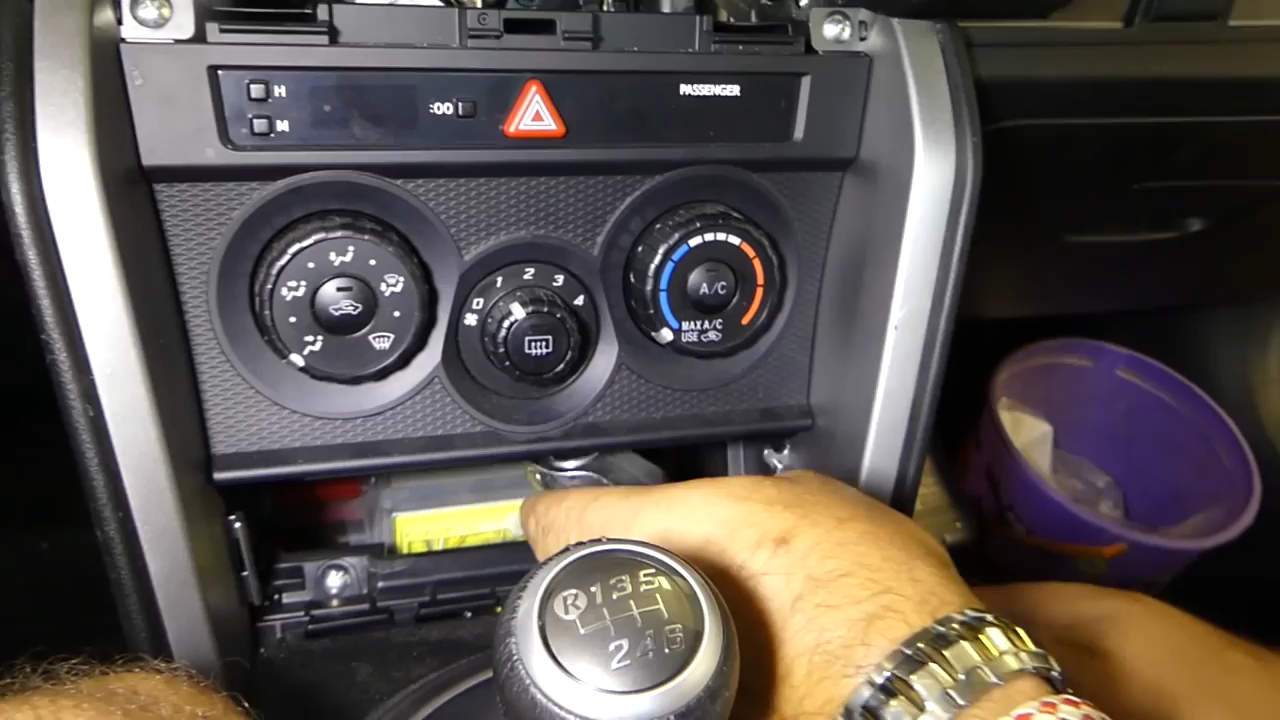 H
:00
PASSENGER
M
0 1 2 3 4
A/C
MAX A/C
USE
R 1 3 5
2 4 6